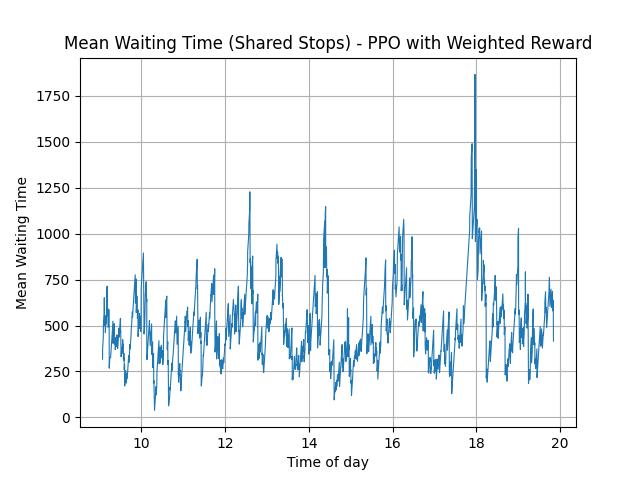 Mean Waiting Time (Shared Stops) - PPO with Weighted Reward
1750
1500
1250
1000
750
500
250
0
Mean Waiting Time
10 12 14 16 18 20
Time of day